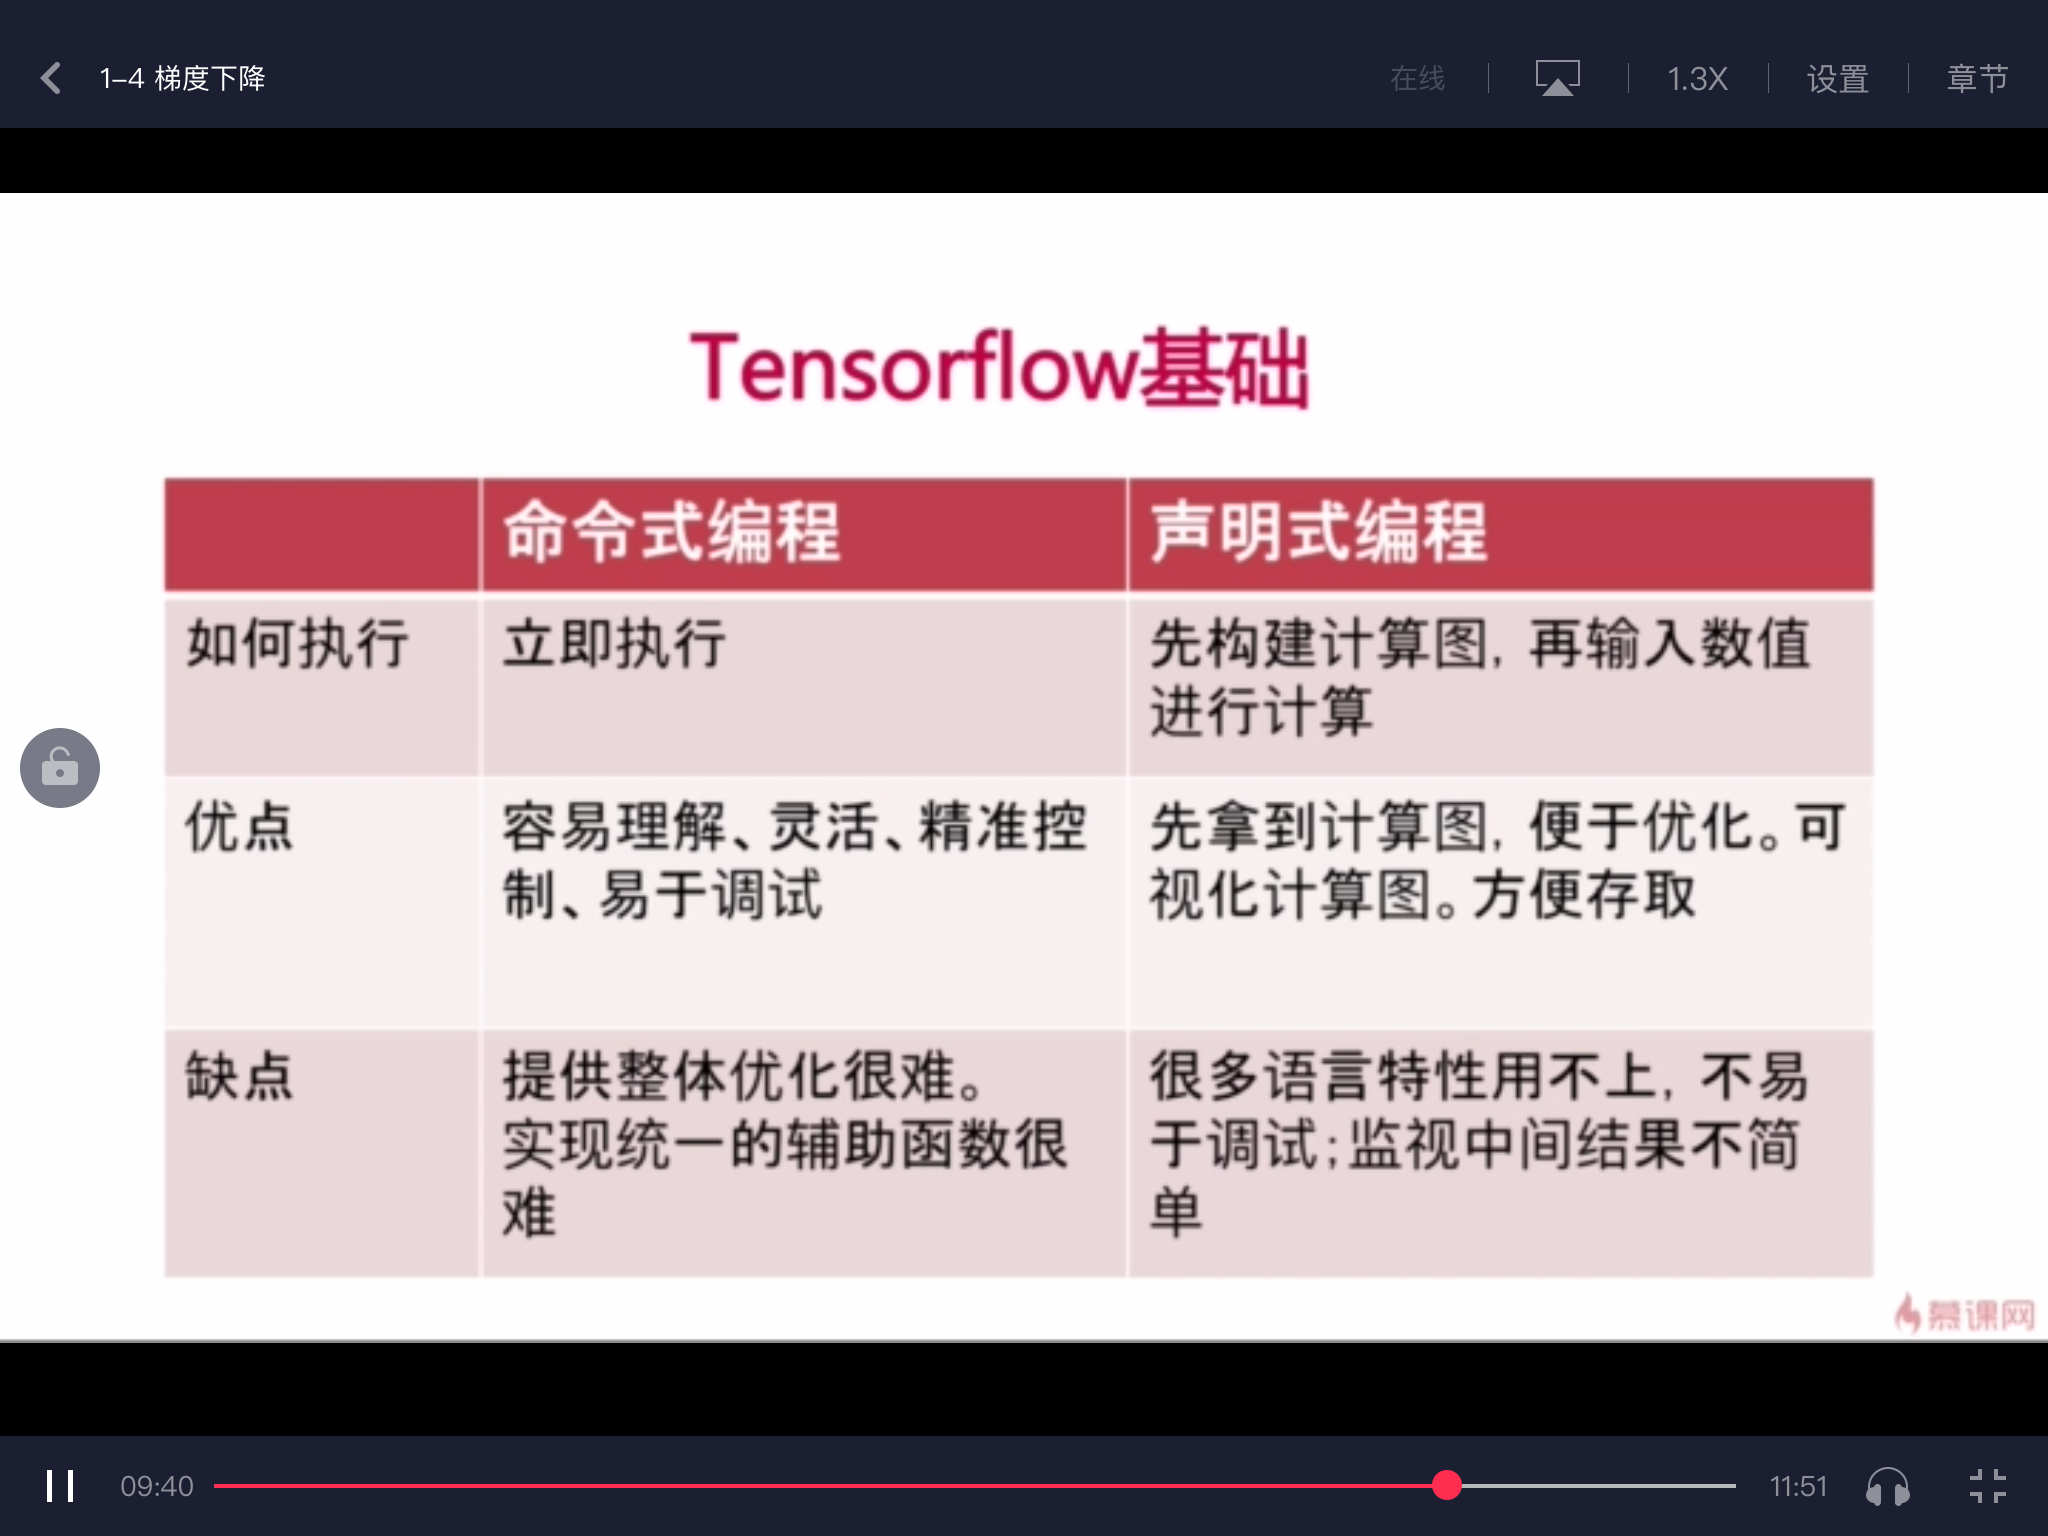 1–4 梯度下降
在线
1.3X
设置
章节
Tensorflow基础
命令式编程
声明式编程
如何执行
立即执行
先构建计算图，再输入数值
进行计算
优点
容易理解、灵活、精准控
制、易于调试
先拿到计算图，便于优化。可
视化计算图。方便存取
缺点
提供整体优化很难。
实现统一的辅助函数很
难
很多语言特性用不上，不易
于调试；监视中间结果不简
单
慕课网
09:40
11:51